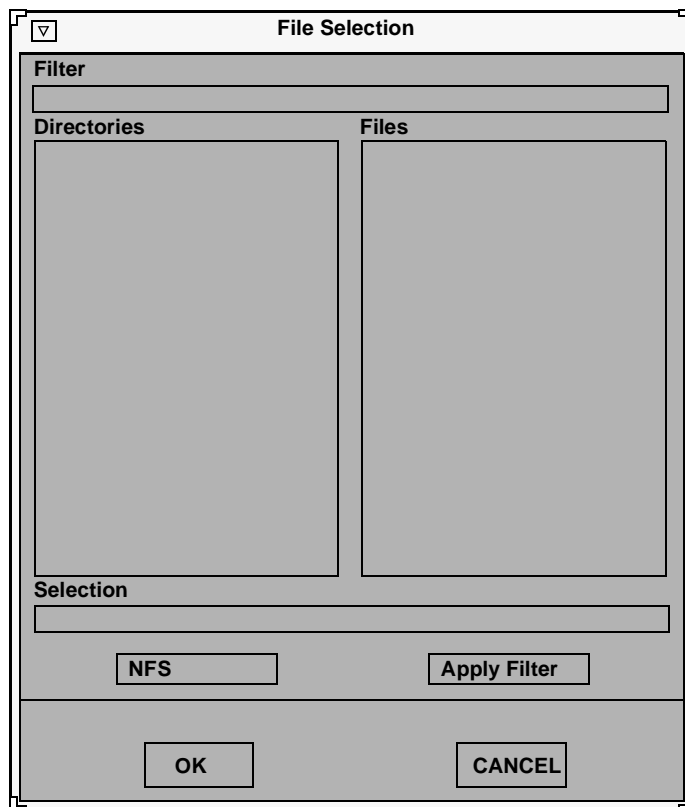 File Selection
Filter
Directories Files
Selection
NFS Apply Filter
OK CANCEL